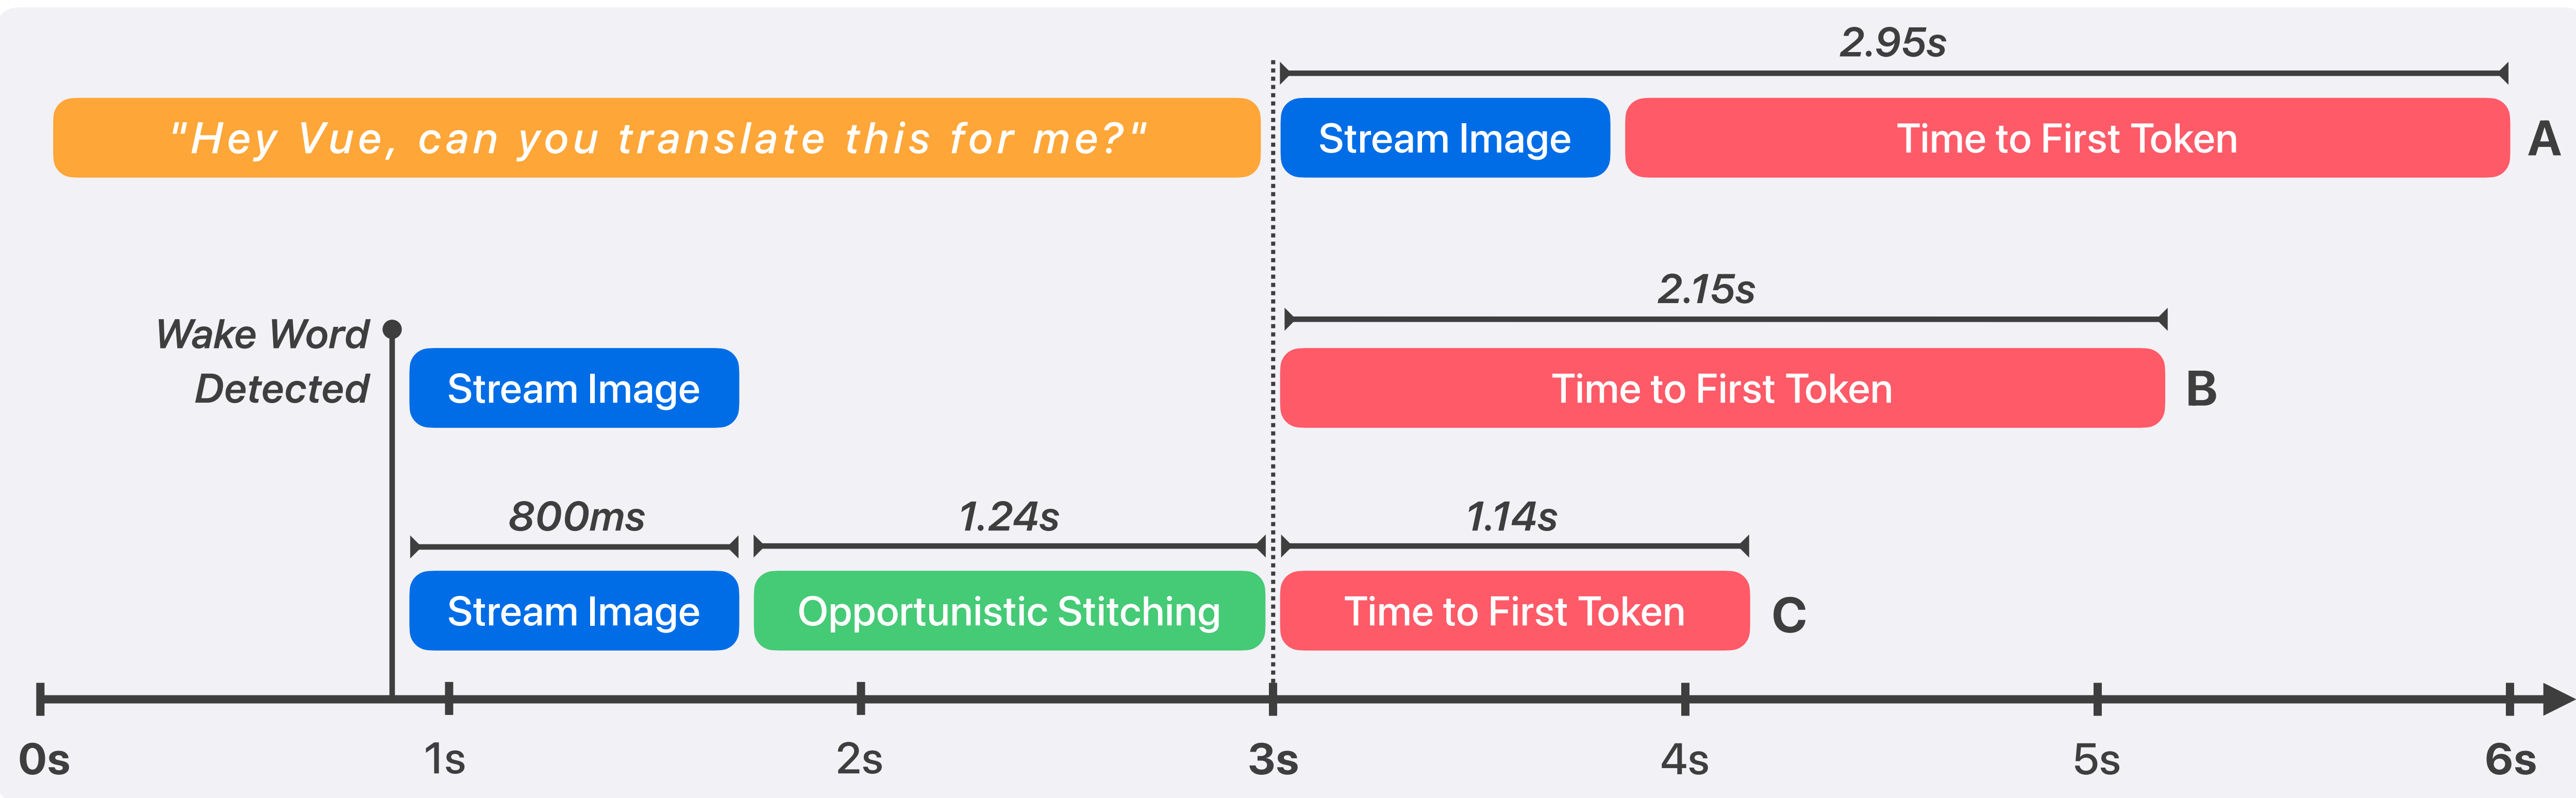 2.95s
"Hey Vue, can you translate this for me?"
Stream Image
Time to First Token
A
2.15s
Wake Word
Detected
Stream Image
Time to First Token
B
800ms
1.24s
1.14s
Stream Image
Opportunistic Stitching
Time to First Token
C
0s
1s
2s
3s
4s
5s
6s